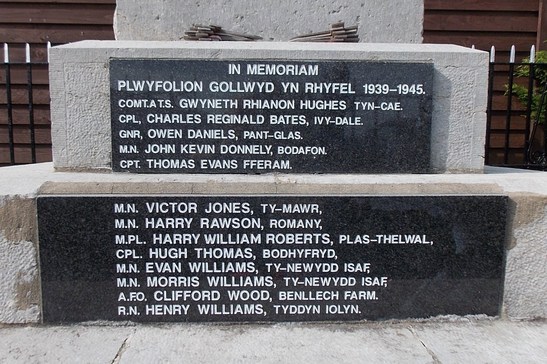 IN MEMORIAM
PLWYFOLION GOLLWYD YN RHYFEL 1939-1945.
COMT.A.T.S. GWYNETH RHIANON HUGHES TYN-CAE.
CPL, CHARLES REGINALD BATES, IVY-DALE.
GNR, OWEN DANIELS, PANT-GLAS.
M.N. JOHN KEVIN DONNELY, BODAFON.
CPT. THOMAS EVANS FFERAM.
M.N. VICTOR JONES, TY-MAWR,
M.N. HARRY RAWSON, ROMANY,
M.PL. HARRY WILLIAM ROBERTS, PLAS-THELWAL,
CPL. HUGH THOMAS, BODHYFRYD,
M.N. EVAN WILLIAMS, TY-NEWYDD ISAF,
M.N. MORRIS WILLIAMS, TY-NEWYDD ISAF,
A.F.O. CLIFFORD WOOD, BENLLECH FARM.
R.N. HENRY WILLIAMS, TYDDYN IOLYN.